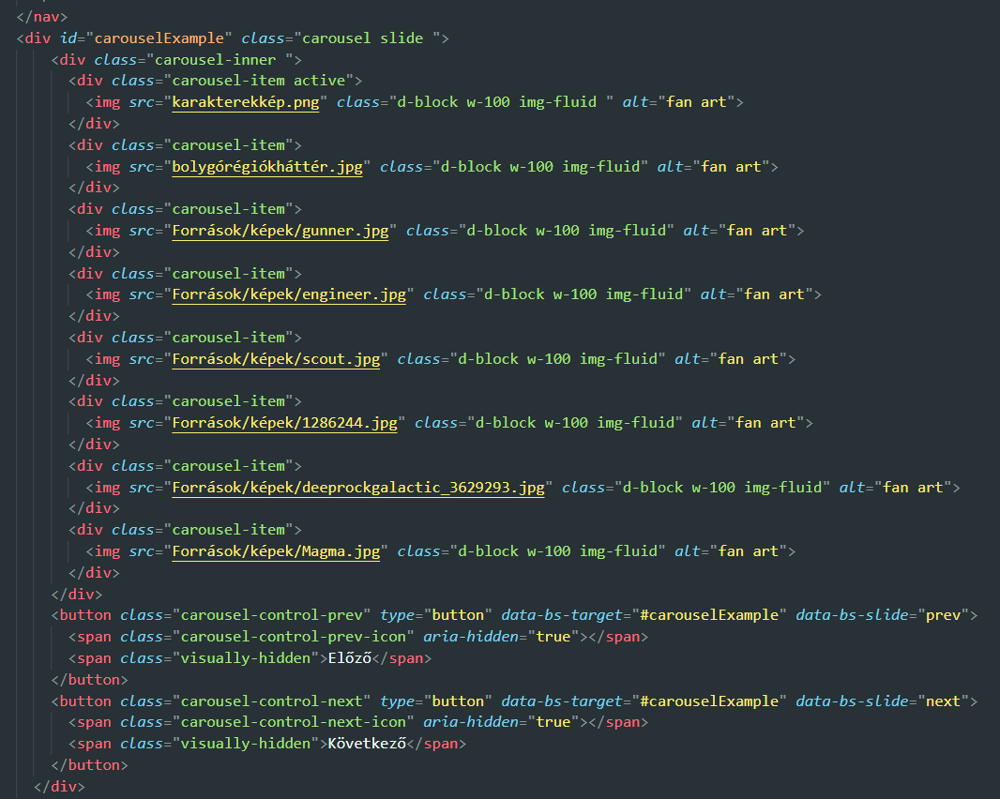 </nav>
<div id="carouselExample" class="carousel slide ">
<div class="carousel-inner ">
<div class="carousel-item active">
<img src="karakterekkép.png" class="d-block w-100 img-fluid " alt="fan art">
</div>
<div class="carousel-item">
<img src="bolygórégiókháttér.jpg" class="d-block w-100 img-fluid" alt="fan art">
</div>
<div class="carousel-item">
<img src="Források/képek/gunner.jpg" class="d-block w-100 img-fluid" alt="fan art">
</div>
<div class="carousel-item">
<img src="Források/képek/engineer.jpg" class="d-block w-100 img-fluid" alt="fan art">
</div>
<div class="carousel-item">
<img src="Források/képek/scout.jpg" class="d-block w-100 img-fluid" alt="fan art">
</div>
<div class="carousel-item">
<img src="Források/képek/1286244.jpg" class="d-block w-100 img-fluid" alt="fan art">
</div>
<div class="carousel-item">
<img src="Források/képek/deeprockgalactic_3629293.jpg" class="d-block w-100 img-fluid" alt="fan art">
</div>
<div class="carousel-item">
<img src="Források/képek/Magma.jpg" class="d-block w-100 img-fluid" alt="fan art">
</div>
</div>
<button class="carousel-control-prev" type="button" data-bs-target="#carouselExample" data-bs-slide="prev">
<span class="carousel-control-prev-icon" aria-hidden="true"></span>
<span class="visually-hidden">Előző</span>
</button>
<button class="carousel-control-next" type="button" data-bs-target="#carouselExample" data-bs-slide="next">
<span class="carousel-control-next-icon" aria-hidden="true"></span>
<span class="visually-hidden">Következő</span>
</button>
</div>